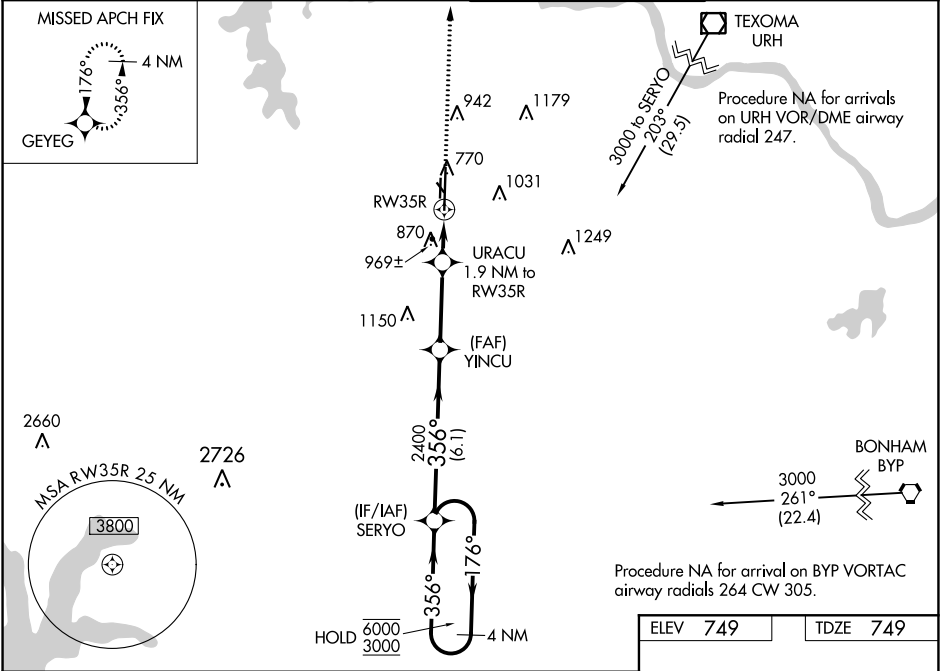 MISSED APCH FIX
4 NM
176°
356°
GEYEG
TEXOMA
URH
3000 to SERYO
203°
(29.5)
Procedure NA for arrivals
on URH VOR/DME airway
radial 247.
942
1179
770
1031
RW35R
870
969±
1249
URACU
1.9 NM to
RW35R
1150
(FAF)
YINCU
2400
356°
(6.1)
2660
2726
MSA RW35R 25 NM
3800
(IF/IAF)
SERYO
356°
176°
HOLD
6000
3000
4 NM
BONHAM
BYP
3000
261°
(22.4)
Procedure NA for arrival on BYP VORTAC
airway radials 264 CW 305.
ELEV 749
TDZE 749